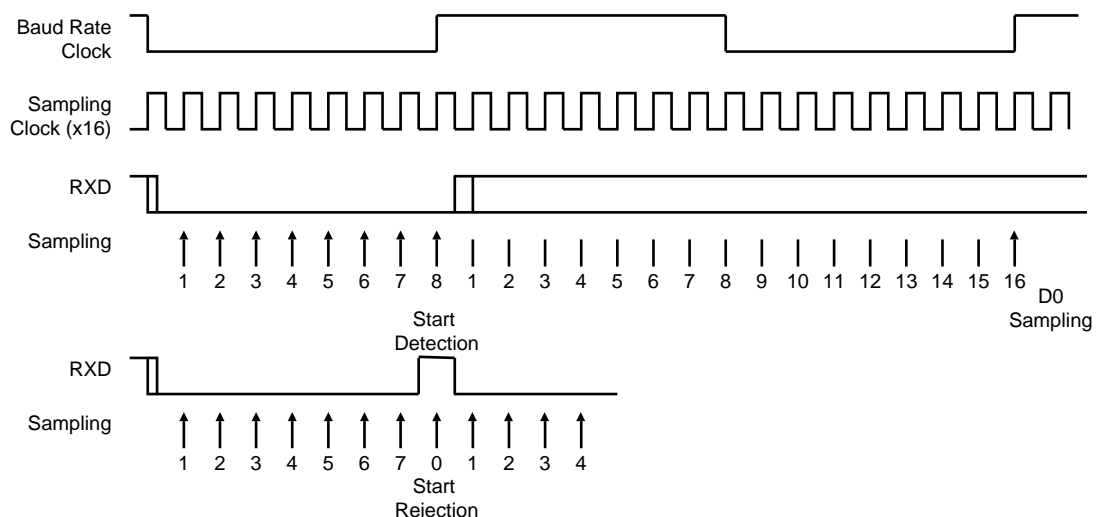 Baud Rate
Clock
Sampling
Clock (x16)
RXD
Sampling
1 2 3 4 5 6 7 8 1 2 3 4 5 6 7 8 9 10 11 12 13 14 15 16
D0
Sampling
Start
Detection
RXD
Sampling
1 2 3 4 5 6 7 0 1 2 3 4
Start
Rejection